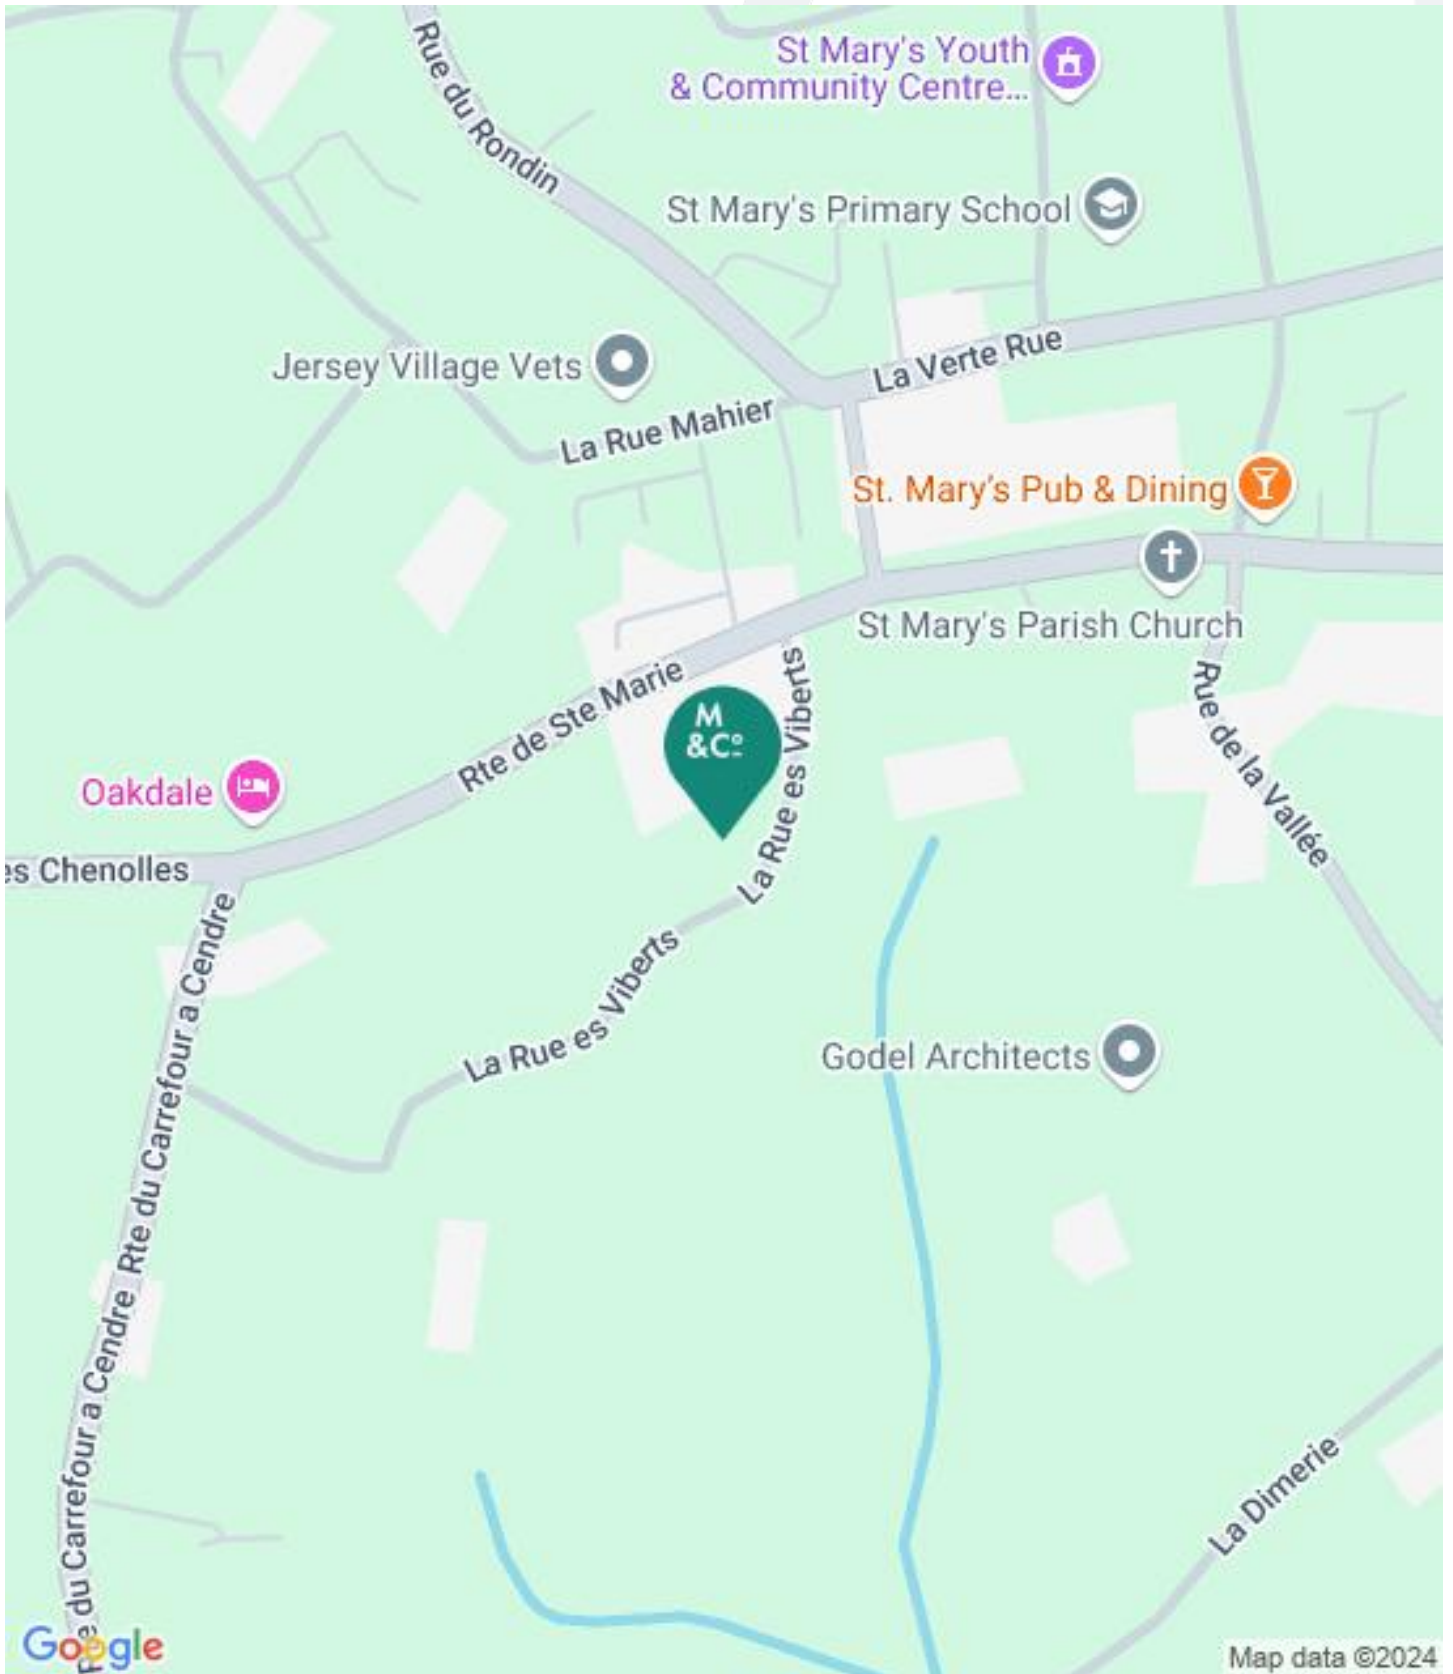 St Mary's Youth
& Community Centre...
Rue du Rondin
St Mary's Primary School
La Verte Rue
Jersey Village Vets
La Rue Mahier
St. Mary's Pub & Dining
St Mary's Parish Church
Rte de Ste Marie
La Rue es Viberts
Rue de la Vallée
M
&Cº
Oakdale
es Chenolles
Rte du Carrefour a Cendre
La Rue es Viberts
Godel Architects
Rte du Carrefour a Cendre
La Dimerie
Google
Map data ©2024